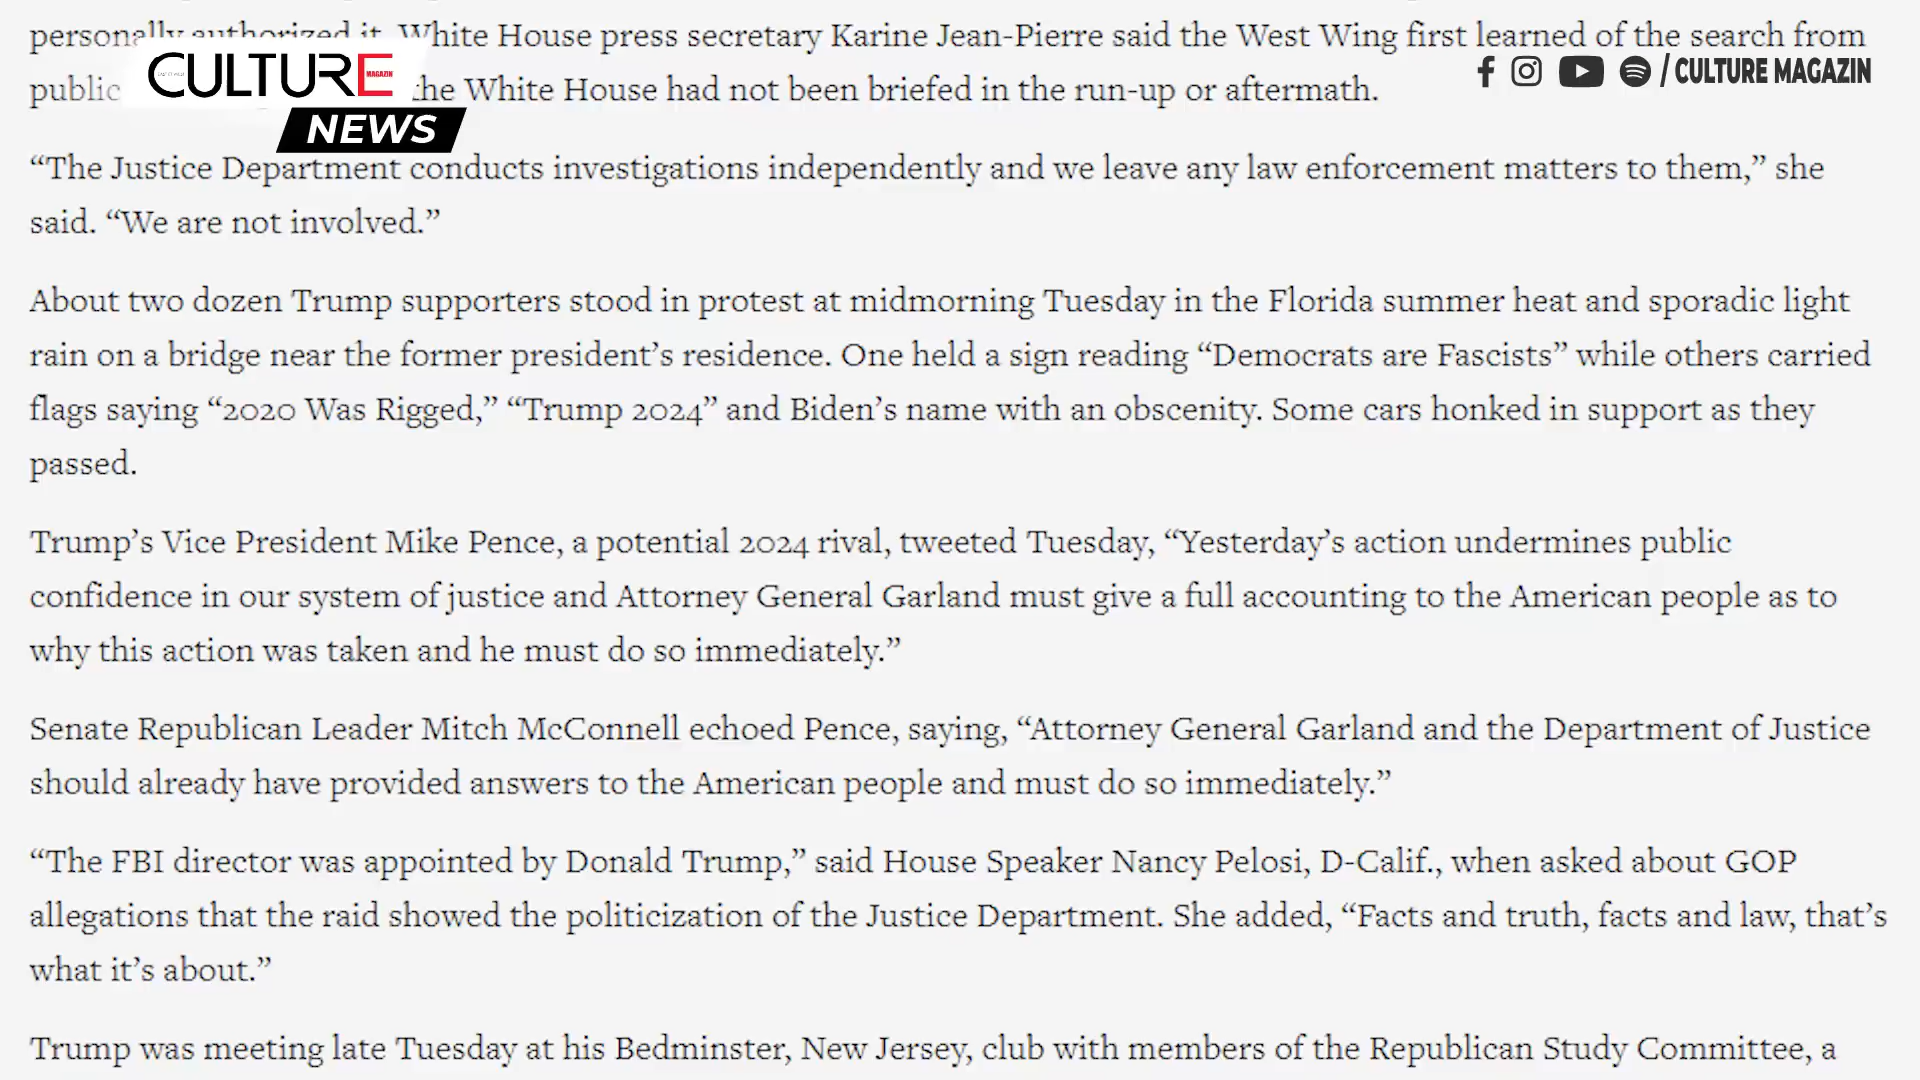 personally authorized it. White House press secretary Karine Jean-Pierre said the West Wing first learned of the search from
public the White House had not been briefed in the run-up or aftermath.
CULTURE
MAGAZIN
NEWS
/ CULTURE MAGAZIN
“The Justice Department conducts investigations independently and we leave any law enforcement matters to them,” she
said. “We are not involved.”
About two dozen Trump supporters stood in protest at midmorning Tuesday in the Florida summer heat and sporadic light
rain on a bridge near the former president’s residence. One held a sign reading “Democrats are Fascists” while others carried
flags saying “2020 Was Rigged,” “Trump 2024” and Biden’s name with an obscenity. Some cars honked in support as they
passed.
Trump’s Vice President Mike Pence, a potential 2024 rival, tweeted Tuesday, “Yesterday’s action undermines public
confidence in our system of justice and Attorney General Garland must give a full accounting to the American people as to
why this action was taken and he must do so immediately.”
Senate Republican Leader Mitch McConnell echoed Pence, saying, “Attorney General Garland and the Department of Justice
should already have provided answers to the American people and must do so immediately.”
“The FBI director was appointed by Donald Trump,” said House Speaker Nancy Pelosi, D-Calif., when asked about GOP
allegations that the raid showed the politicization of the Justice Department. She added, “Facts and truth, facts and law, that’s
what it’s about.”
Trump was meeting late Tuesday at his Bedminster, New Jersey, club with members of the Republican Study Committee, a